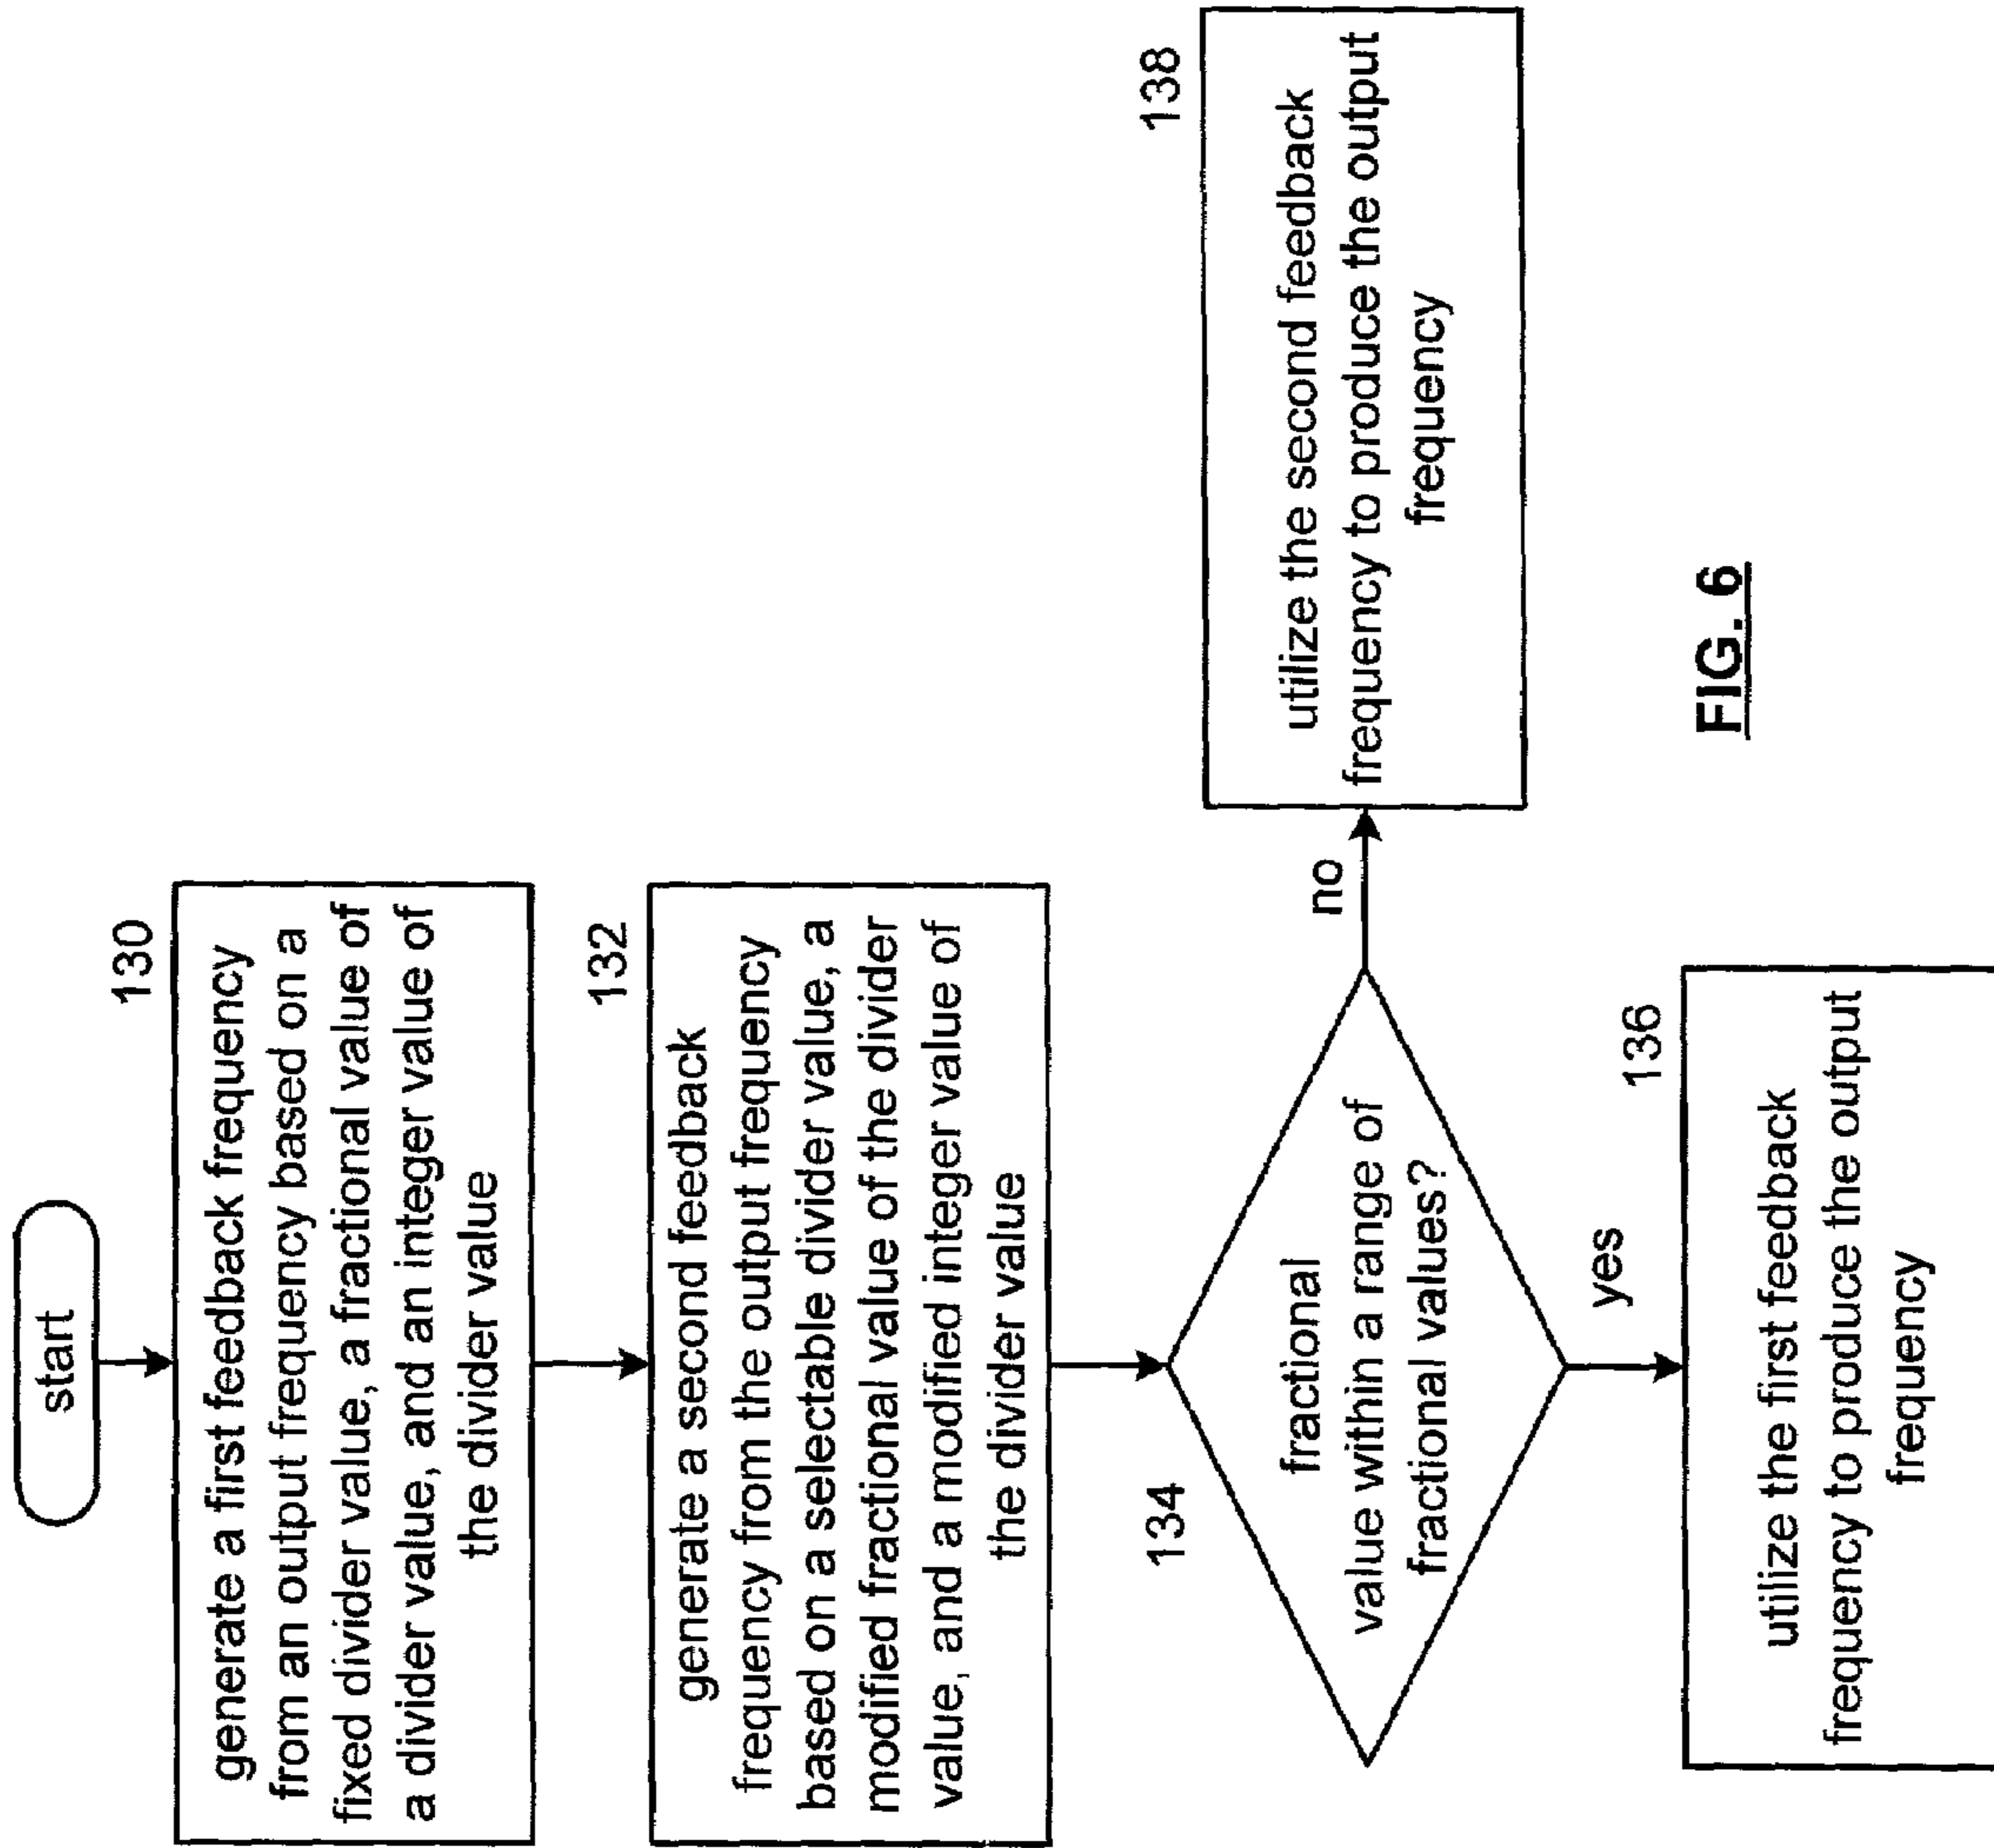 start
130
generate a first feedback frequency
from an output frequency based on a
fixed divider value, a fractional value of
a divider value, and an integer value of
the divider value
132
generate a second feedback
frequency from the output frequency
based on a selectable divider value, a
modified fractional value of the divider
value, and a modified integer value of
the divider value
134
fractional
value within a range of
fractional values?
no
138
utilize the second feedback
frequency to produce the output
frequency
yes
136
utilize the first feedback
frequency to produce the output
frequency
FIG. 6